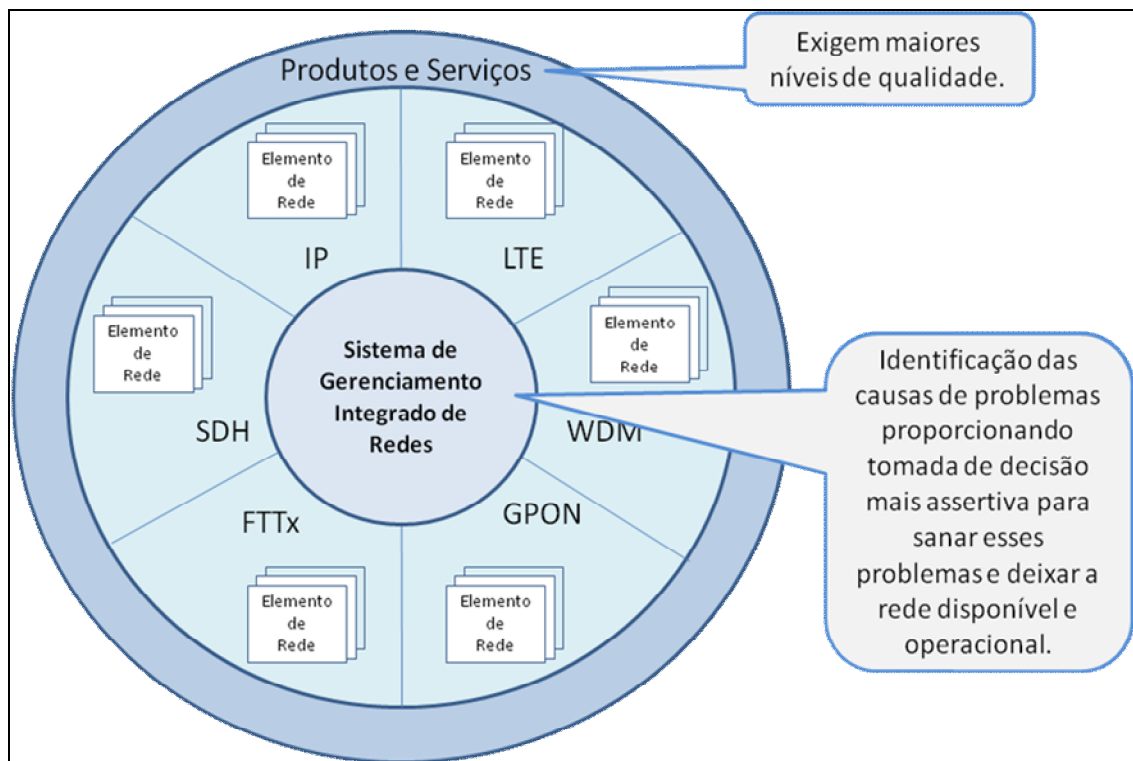 Produtos e Serviços
Exigem maiores
níveis de qualidade.
Elemento
de
Rede
IP
Elemento
de
Rede
LTE
Elemento
de
Rede
SDH
Elemento
de
Rede
WDM
Sistema de
Gerenciamento
Integrado de
Redes
Identificação das
causas de problemas
proporcionando
tomada de decisão
mais assertiva para
sanar esses
problemas e deixar a
rede disponível e
operacional.
FTTx
Elemento
de
Rede
GPON
Elemento
de
Rede